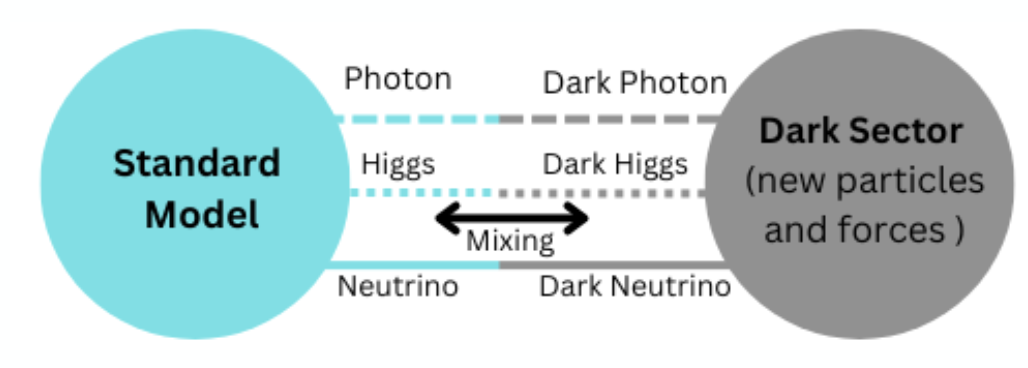 Standard
Model
Photon
Dark Photon
Higgs
Dark Higgs
Mixing
Neutrino
Dark Neutrino
Dark Sector
(new particles
and forces )